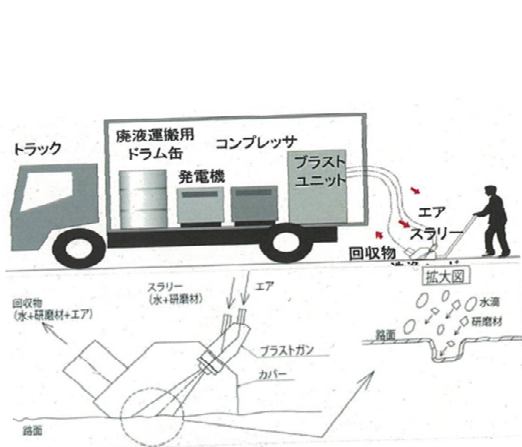 廃液運搬用
ドラム缶
コンプレッサ
トラック
発電機
ブラスト
ユニット
エア
スラリー
回収物
拡大図
スラリー
(水+研磨材)
エア
回収物
(水+研磨材+エア)
水滴
研磨材
路面
ブラストガン
カバー
路面